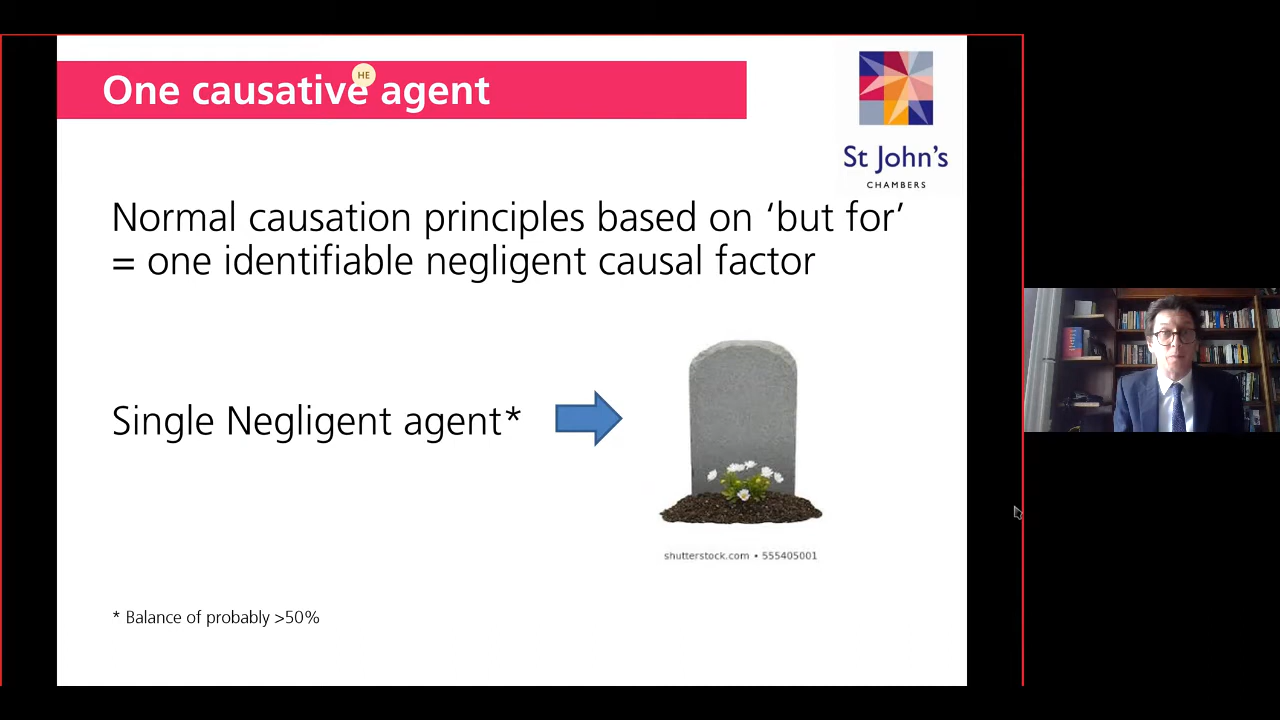 HE
One causative agent
St John's
CHAMBERS
Normal causation principles based on ‘but for’
= one identifiable negligent causal factor
Single Negligent agent*
shutterstock.com • 555405001
* Balance of probably >50%